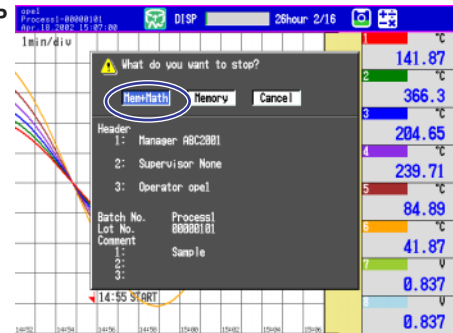 opel
Process1-00000101
Apr.18.2002 15:07:00
DISP
26hour 2/16
1min/div
What do you want to stop?
Mem+Math Memory Cancel
Header
1: Manager ABC2001
2: Supervisor None
3: Operator opel
Batch No. Process1
Lot No. 00000101
Comment
1: Sample
2:
3:
14:55 START
14:52 14:54 14:56 14:58 15:00 15:02 15:04 15:06
1 °C
141.87
2 °C
366.3
3 °C
204.65
4 °C
239.71
5 °C
84.89
6 °C
41.87
7 V
0.837
8 V
0.837